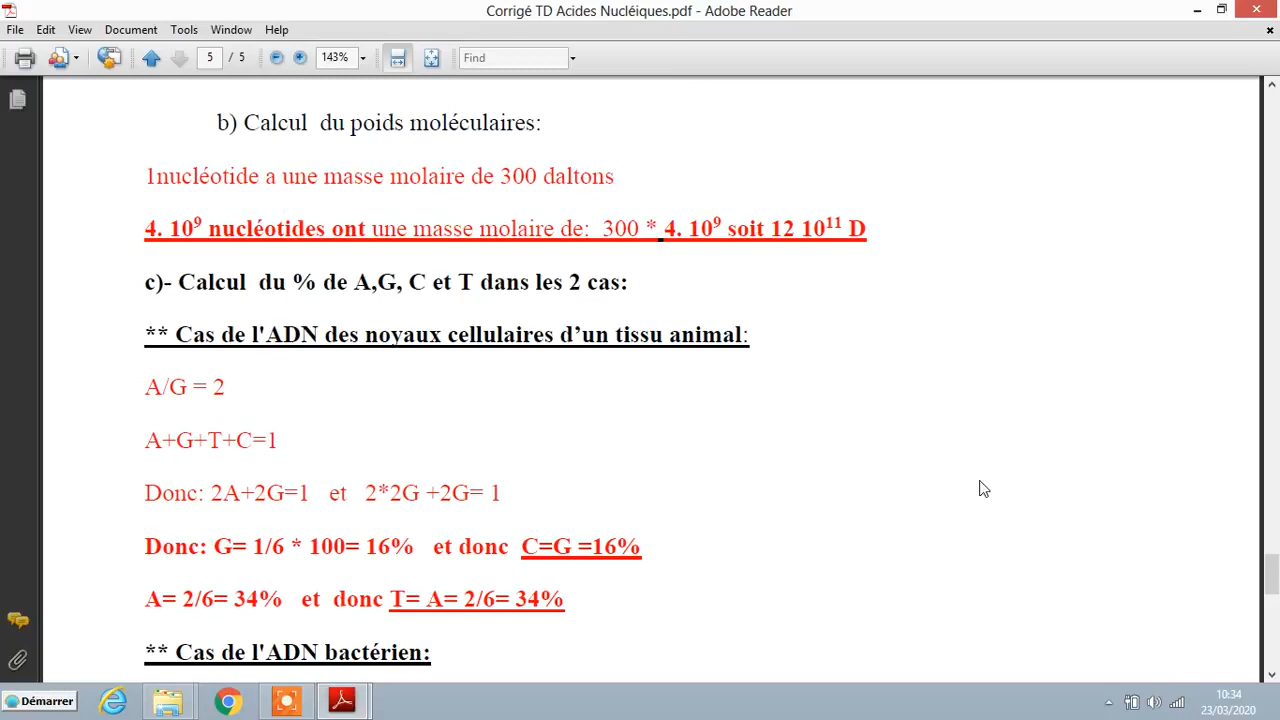 Corrigé TD Acides Nucléiques.pdf - Adobe Reader
File Edit View Document Tools Window Help
5 / 5 143% Find
b) Calcul du poids moléculaires:
1nucléotide a une masse molaire de 300 daltons
4. 10⁹ nucléotides ont une masse molaire de: 300 * 4. 10⁹ soit 12 10¹¹ D
c)- Calcul du % de A,G, C et T dans les 2 cas:
** Cas de l'ADN des noyaux cellulaires d’un tissu animal:
A/G = 2
A+G+T+C=1
Donc: 2A+2G=1 et 2*2G +2G= 1
Donc: G= 1/6 * 100= 16% et donc C=G =16%
A= 2/6= 34% et donc T= A= 2/6= 34%
** Cas de l'ADN bactérien:
Démarrer
10:34
23/03/2020